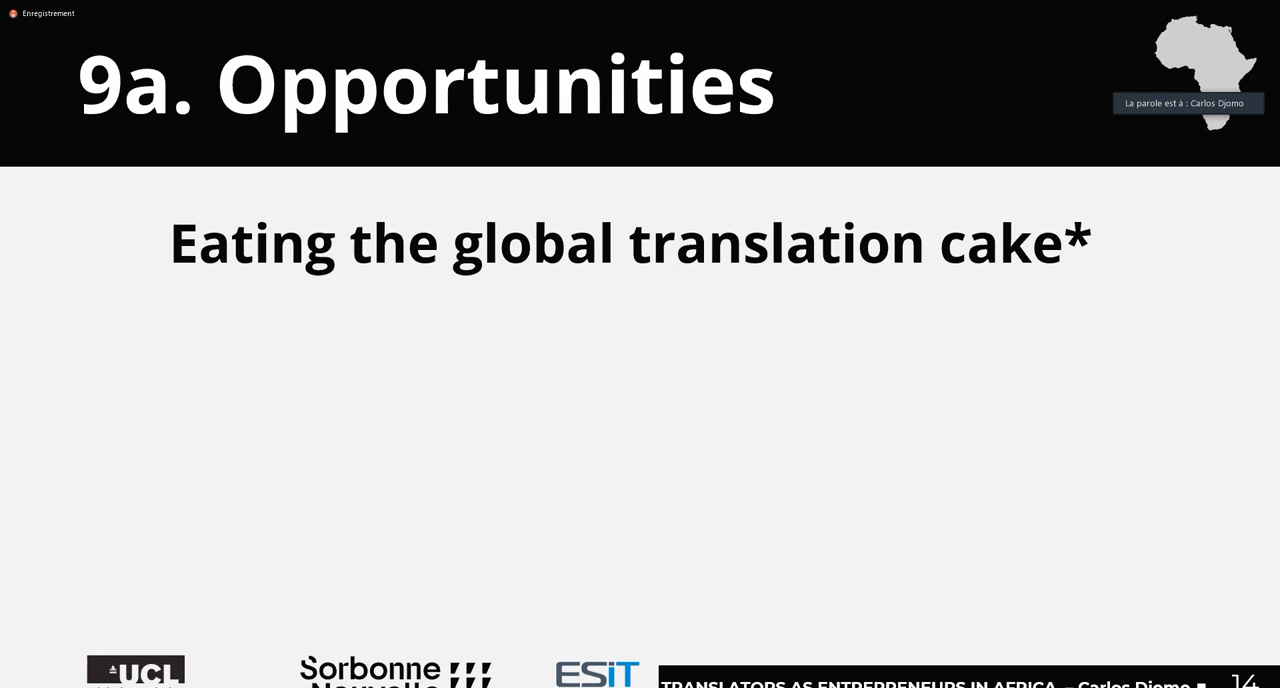 Enregistrement
9a. Opportunities
La parole est à : Carlos Djomo
Eating the global translation cake*
UCL
Sorbonne
Nouvelle
ESiT
TRANSLATORS AS ENTREPRENEURS IN AFRICA – Carlos Djomo
14